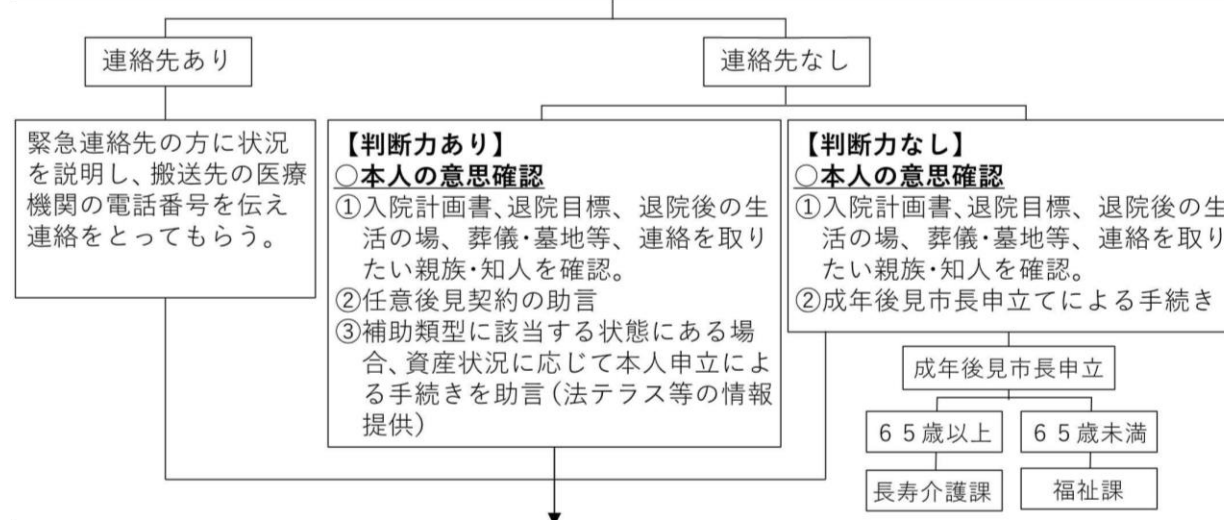 連絡先あり
連絡先なし
緊急連絡先の方に状況
を説明し、搬送先の医療
機関の電話番号を伝え
連絡をとってもらう。
【判断力あり】
○本人の意思確認
①入院計画書、退院目標、退院後の生
活の場、葬儀・墓地等、連絡を取り
たい親族・知人を確認。
②任意後見契約の助言
③補助類型に該当する状態にある場
合、資産状況に応じて本人申立によ
る手続きを助言(法テラス等の情報
提供)
【判断力なし】
○本人の意思確認
①入院計画書、退院目標、退院後の生
活の場、葬儀・墓地等、連絡を取り
たい親族・知人を確認。
②成年後見市長申立てによる手続き
成年後見市長申立
65歳以上
65歳未満
長寿介護課
福祉課